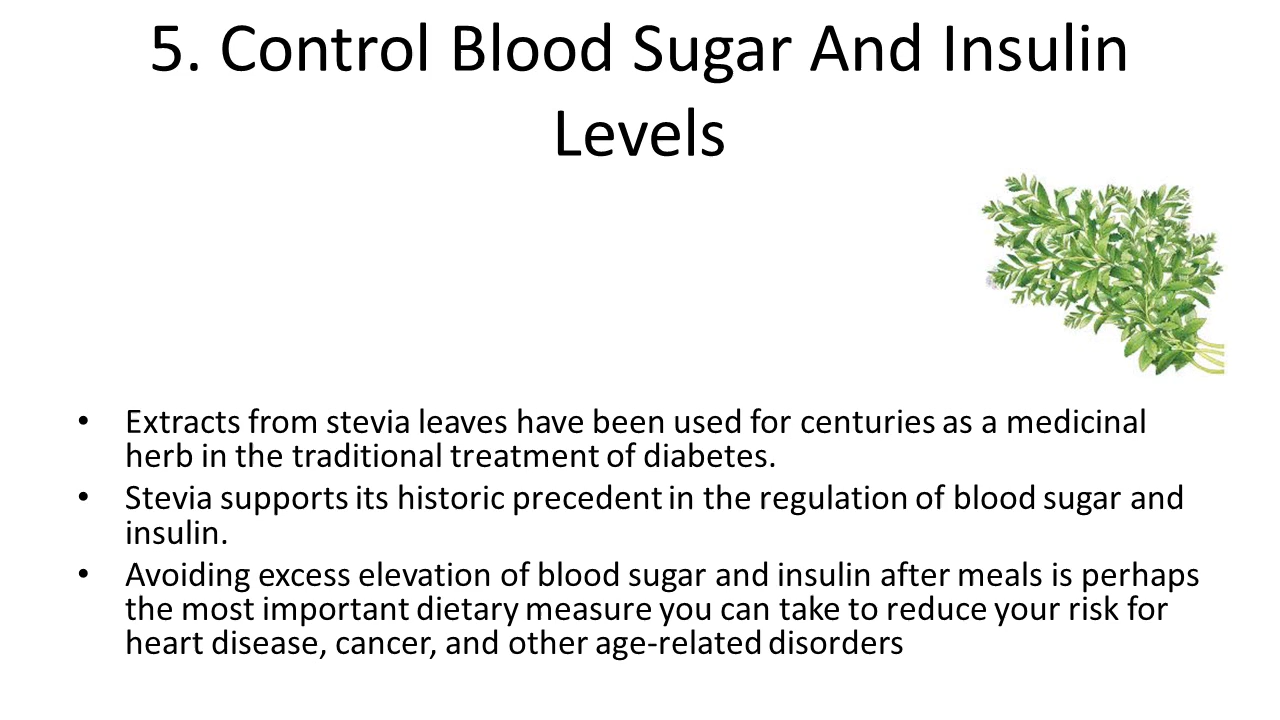 5. Control Blood Sugar And Insulin
Levels
• Extracts from stevia leaves have been used for centuries as a medicinal
herb in the traditional treatment of diabetes.
• Stevia supports its historic precedent in the regulation of blood sugar and
insulin.
• Avoiding excess elevation of blood sugar and insulin after meals is perhaps
the most important dietary measure you can take to reduce your risk for
heart disease, cancer, and other age-related disorders